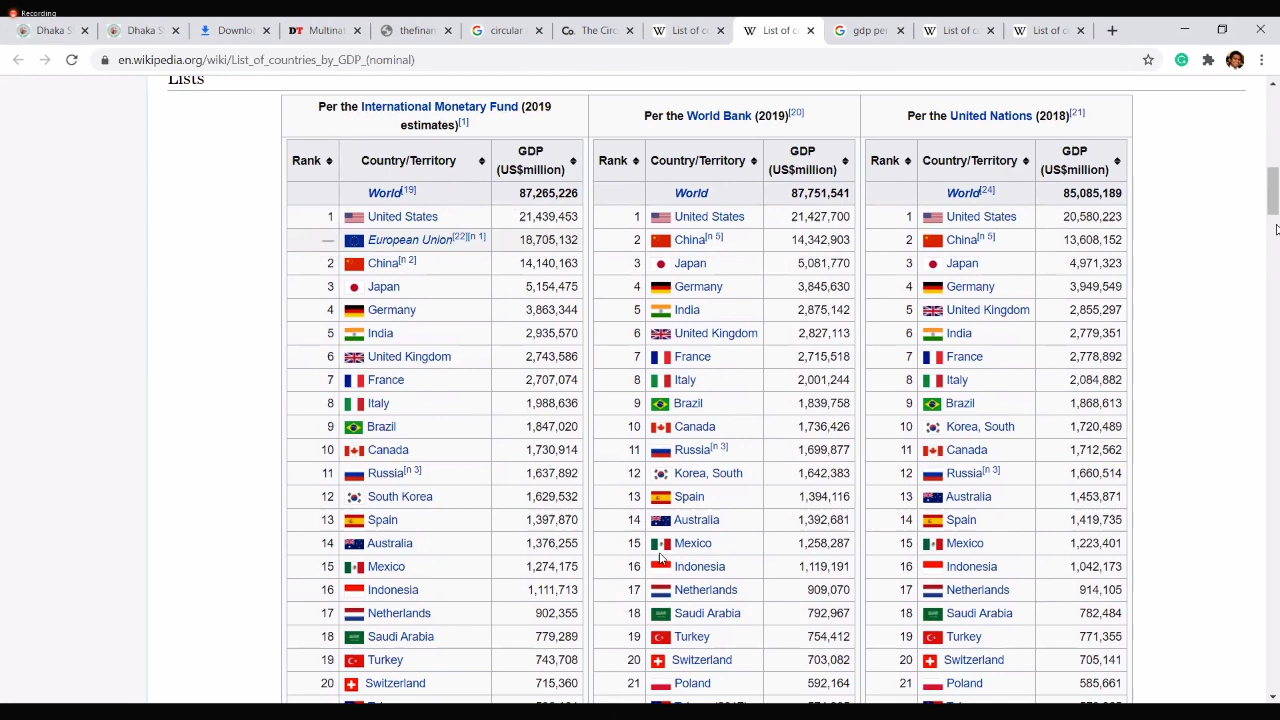 Recording
Dhaka S
Dhaka S
Downlo
DT Multinat
thefinan
circular
Co. The Circ
List of co
List of c
gdp per
List of c
List of c
en.wikipedia.org/wiki/List_of_countries_by_GDP_(nominal)
Lists
Per the International Monetary Fund (2019 estimates)[1]
Rank Country/Territory GDP (US$million)
World[19] 87,265,226
1 United States 21,439,453
— European Union[22][n 1] 18,705,132
2 China[n 2] 14,140,163
3 Japan 5,154,475
4 Germany 3,863,344
5 India 2,935,570
6 United Kingdom 2,743,586
7 France 2,707,074
8 Italy 1,988,636
9 Brazil 1,847,020
10 Canada 1,730,914
11 Russia[n 3] 1,637,892
12 South Korea 1,629,532
13 Spain 1,397,870
14 Australia 1,376,255
15 Mexico 1,274,175
16 Indonesia 1,111,713
17 Netherlands 902,355
18 Saudi Arabia 779,289
19 Turkey 743,708
20 Switzerland 715,360
Per the World Bank (2019)[20]
Rank Country/Territory GDP (US$million)
World 87,751,541
1 United States 21,427,700
2 China[n 5] 14,342,903
3 Japan 5,081,770
4 Germany 3,845,630
5 India 2,875,142
6 United Kingdom 2,827,113
7 France 2,715,518
8 Italy 2,001,244
9 Brazil 1,839,758
10 Canada 1,736,426
11 Russia[n 3] 1,699,877
12 Korea, South 1,642,383
13 Spain 1,394,116
14 Australia 1,392,681
15 Mexico 1,258,287
16 Indonesia 1,119,191
17 Netherlands 909,070
18 Saudi Arabia 792,967
19 Turkey 754,412
20 Switzerland 703,082
21 Poland 592,164
Per the United Nations (2018)[21]
Rank Country/Territory GDP (US$million)
World[24] 85,085,189
1 United States 20,580,223
2 China[n 5] 13,608,152
3 Japan 4,971,323
4 Germany 3,949,549
5 United Kingdom 2,855,297
6 India 2,779,351
7 France 2,778,892
8 Italy 2,084,882
9 Brazil 1,868,613
10 Korea, South 1,720,489
11 Canada 1,712,562
12 Russia[n 3] 1,660,514
13 Australia 1,453,871
14 Spain 1,419,735
15 Mexico 1,223,401
16 Indonesia 1,042,173
17 Netherlands 914,105
18 Saudi Arabia 782,484
19 Turkey 771,355
20 Switzerland 705,141
21 Poland 585,661